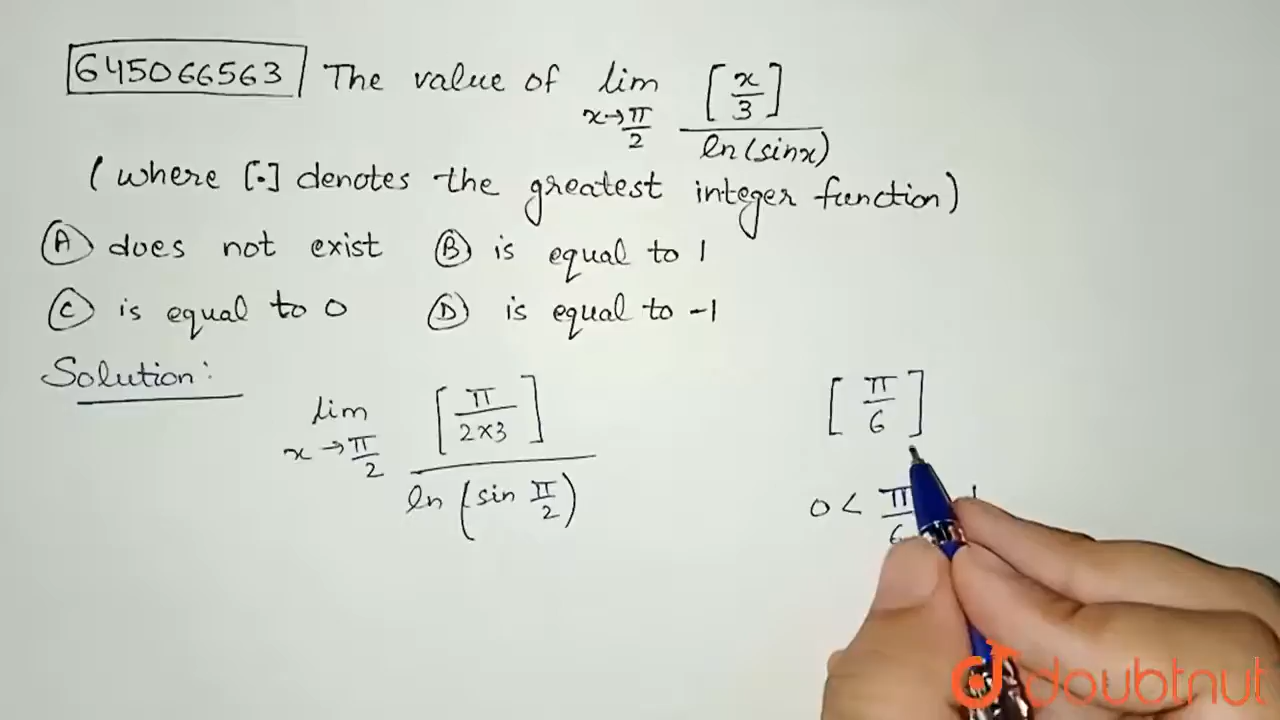 645066563 The value of lim x→π/2 [x/3] / ln(sinx)
(where [.] denotes the greatest integer function)
(A) does not exist (B) is equal to 1
(C) is equal to 0 (D) is equal to -1
Solution:
lim x→π/2 [π/2×3] / ln(sin π/2)
[π/6]
0 < π/6 1
doubtnut